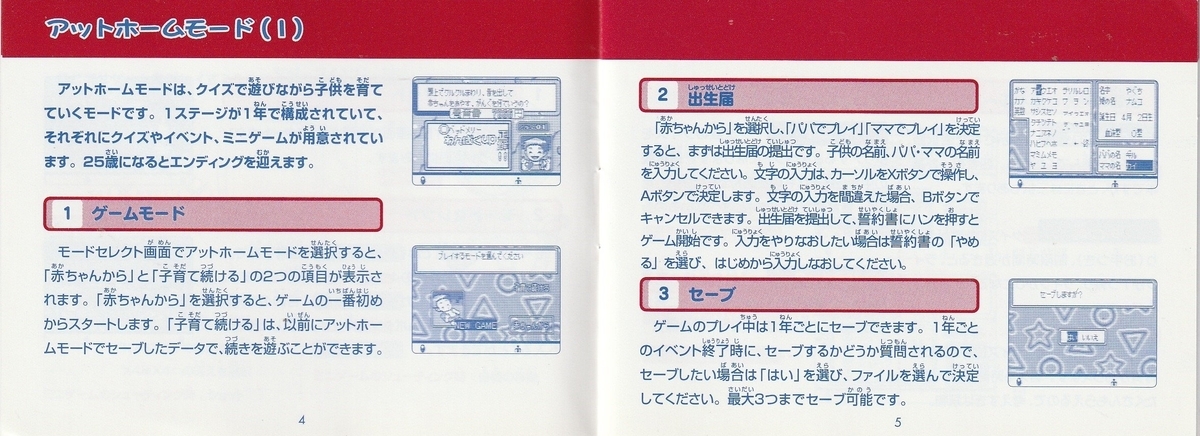 アットホームモード(1)
アットホームモードは、クイズで遊びながら子供を育て
ていくモードです。1ステージが1年で構成されていて、
それぞれにクイズやイベント、ミニゲームが用意されてい
ます。25歳になるとエンディングを迎えます。
1 ゲームモード
モードセレクト画面でアットホームモードを選択すると、
「赤ちゃんから」と「子育て続ける」の2つの項目が表示さ
れます。「赤ちゃんから」を選択すると、ゲームの一番初め
からスタートします。「子育て続ける」は、以前にアットホー
ムモードでセーブしたデータで、続きを遊ぶことができます。
プレイするモードを選んでください
NEW GAME
4
2 出生届
「赤ちゃんから」を選択し、「パパでプレイ」「ママでプレイ」を決定
すると、まずは出生届の提出です。子供の名前、パパ・ママの名前
を入力してください。文字の入力は、カーソルをXボタンで操作し、
Aボタンで決定します。文字の入力を間違えた場合、Bボタンで
キャンセルできます。出生届を提出して、誓約書にハンを押すと
ゲーム開始です。入力をやりなおしたい場合は誓約書の「やめ
る」を選び、はじめから入力しなおしてください。
3 セーブ
ゲームのプレイ中は1年ごとにセーブできます。1年ごと
のイベント終了時に、セーブするかどうか質問されるので、
セーブしたい場合は「はい」を選び、ファイルを選んで決定
してください。最大3つまでセーブ可能です。
セーブしますか?
はい いいえ
5